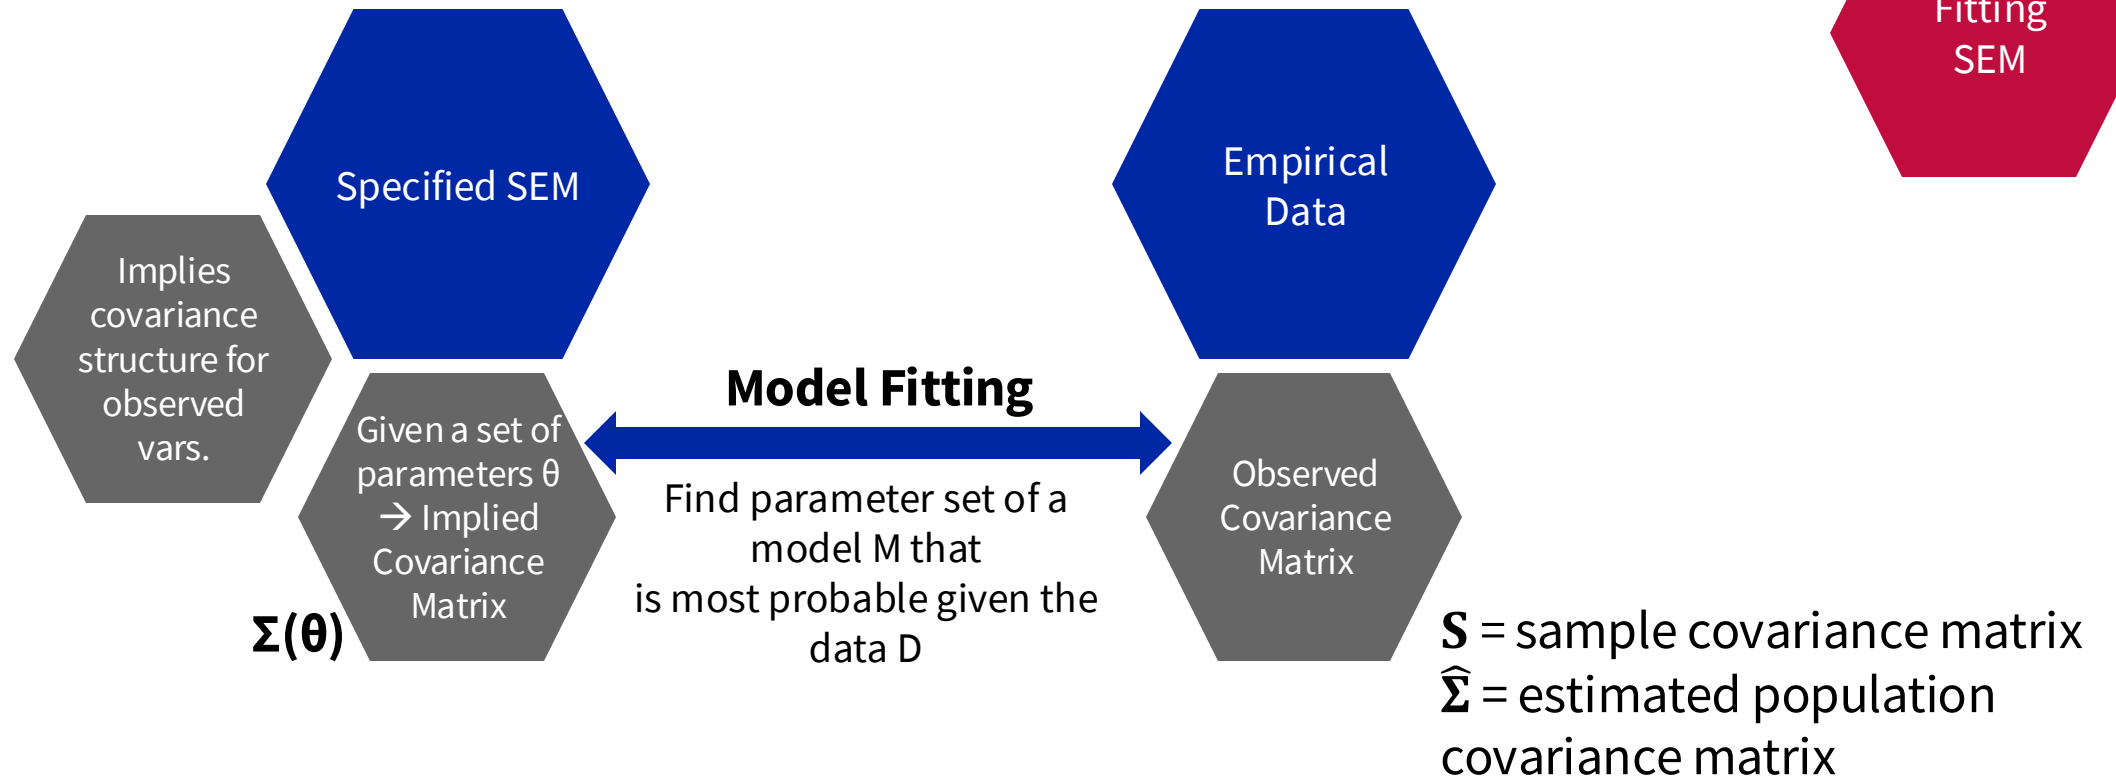 Fitting
SEM
Specified SEM
Empirical
Data
Implies
covariance
structure for
observed
vars.
Given a set of
parameters θ
→ Implied
Covariance
Matrix
Σ(θ)
Model Fitting
Find parameter set of a
model M that
is most probable given the
data D
Observed
Covariance
Matrix
S = sample covariance matrix
Σ̂ = estimated population
covariance matrix